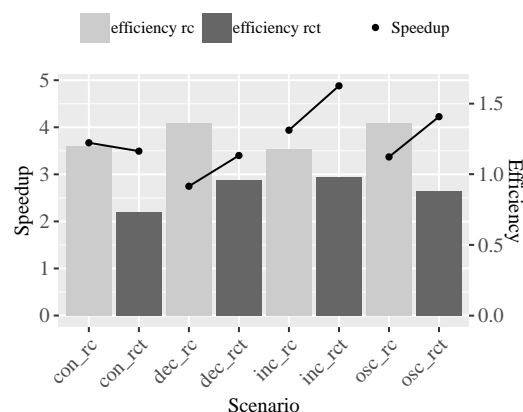 efficiency rc efficiency rct Speedup
5
4
3
2
1
0
Speedup
1.5
1.0
0.5
0.0
Efficiency
con_rc con_rct dec_rc dec_rct inc_rc inc_rct osc_rc osc_rct
Scenario